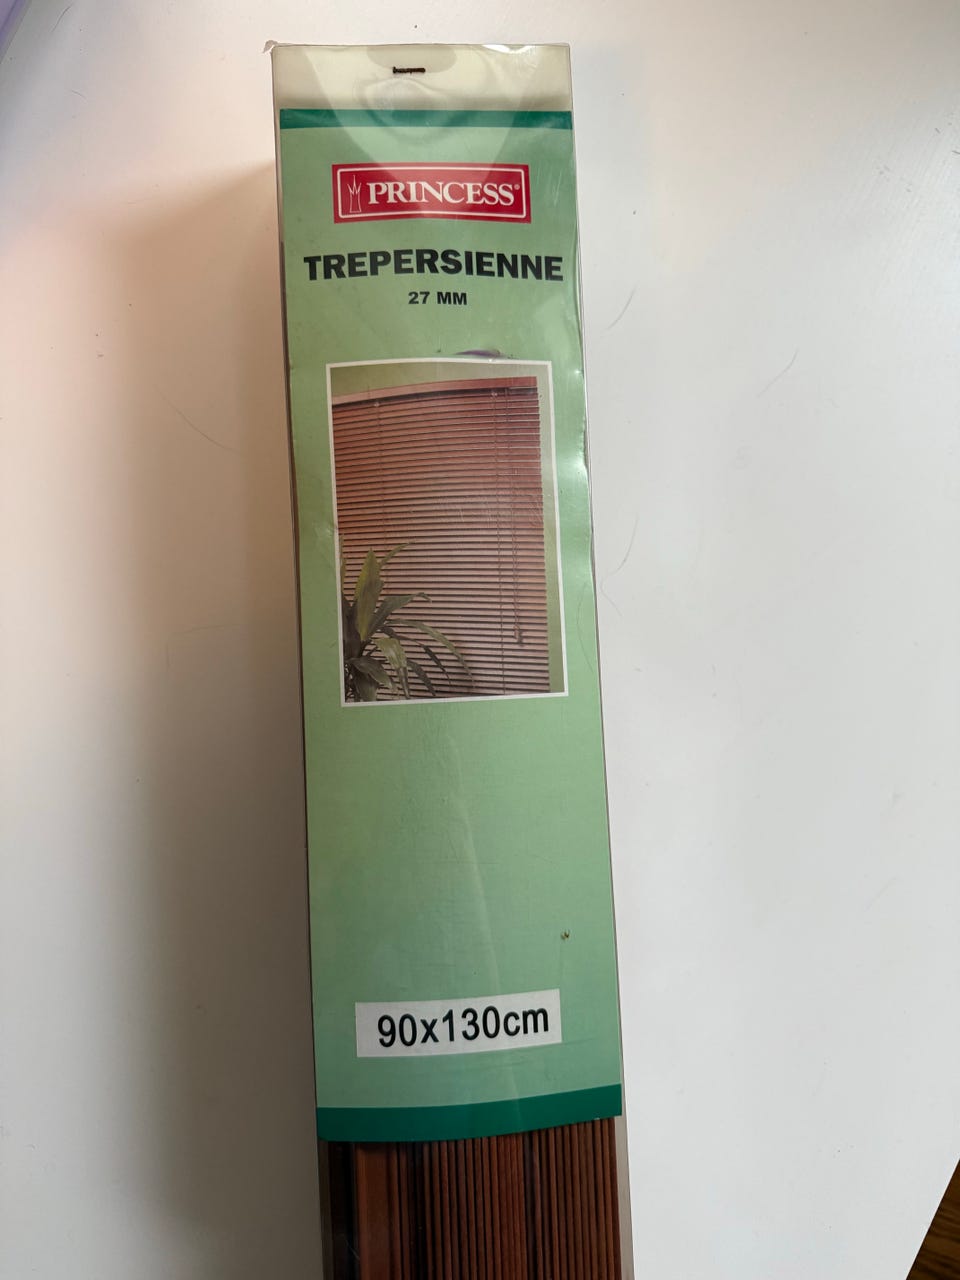 PRINCESS®
TREPERSIENNE
27 MM
90x130cm